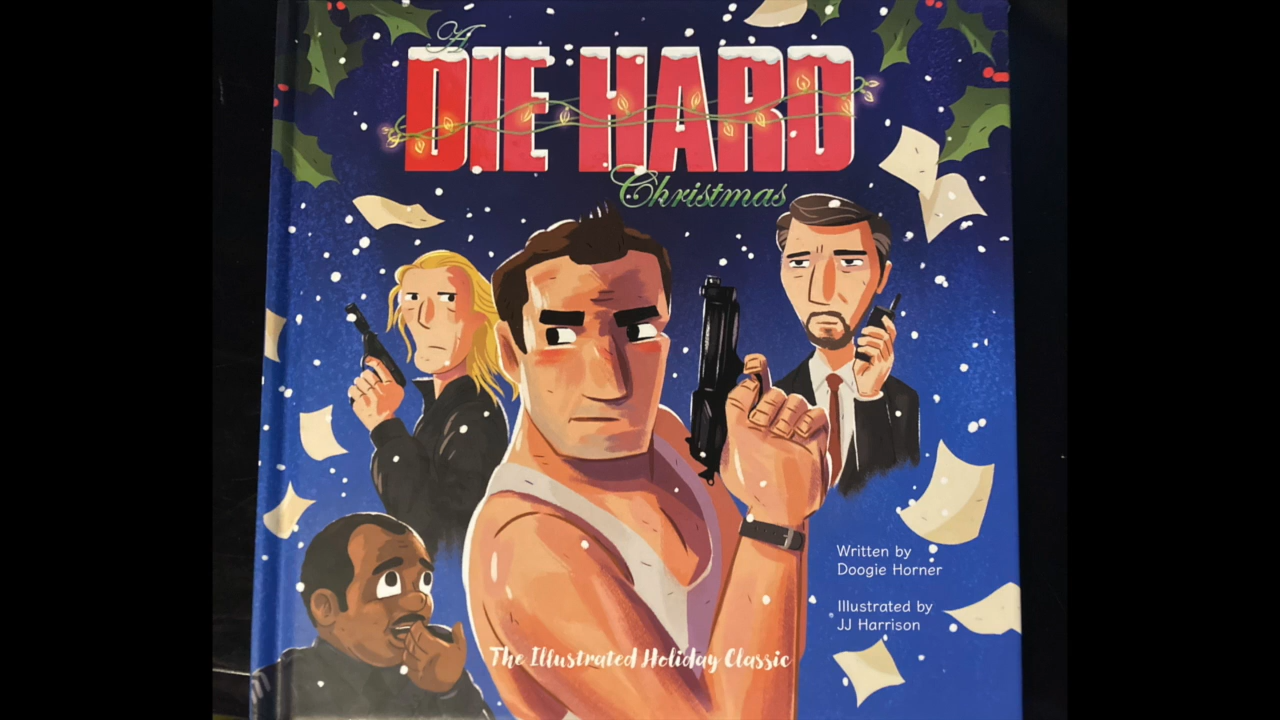 A
DIE HARD
Christmas
Written by
Doogie Horner
Illustrated by
JJ Harrison
The Illustrated Holiday Classic